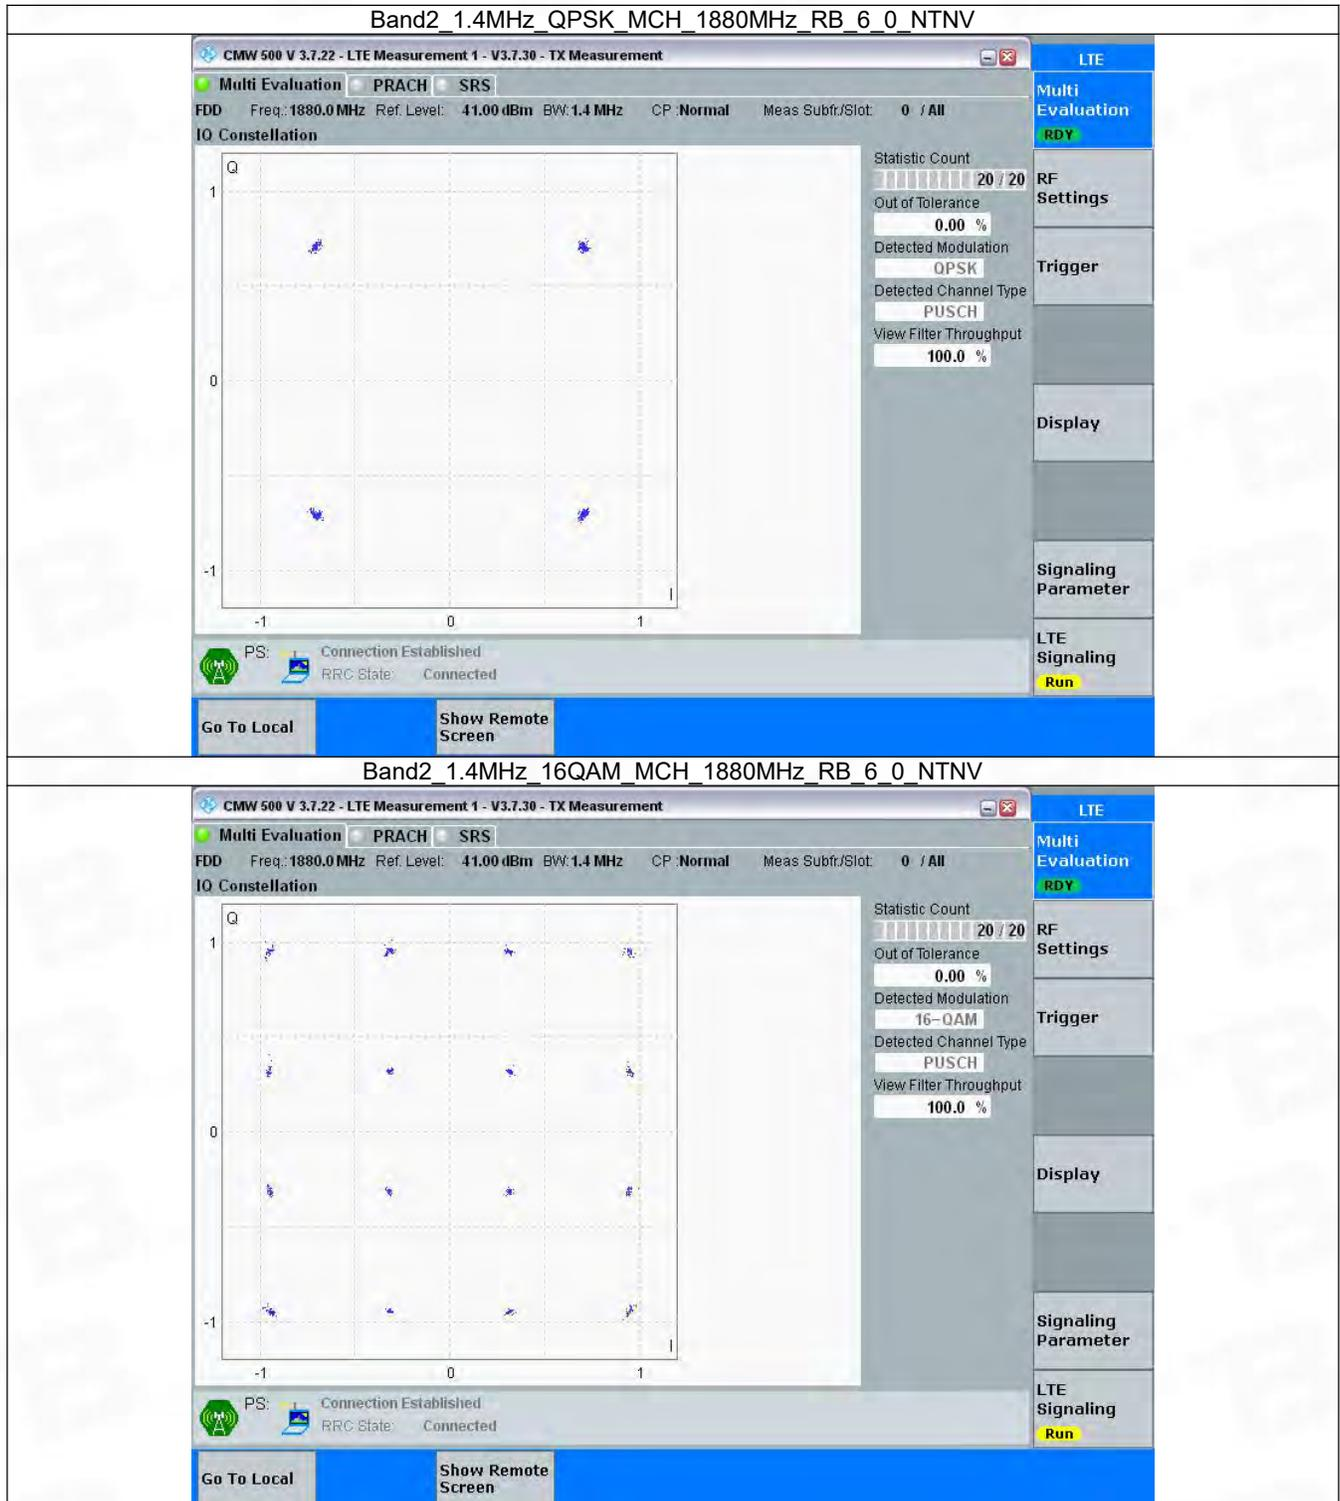 Band2_1.4MHz_QPSK_MCH_1880MHz_RB_6_0_NTNV
CMW 500 V 3.7.22 - LTE Measurement 1 - V3.7.30 - TX Measurement
LTE
Multi Evaluation PRACH SRS
Multi
Evaluation
RDY
FDD Freq.: 1880.0 MHz Ref. Level: 41.00 dBm BW: 1.4 MHz CP : Normal Meas Subfr./Slot: 0 / All
IQ Constellation
Q
1
0
-1
I
-1 0 1
Statistic Count
20 / 20
Out of Tolerance
0.00 %
Detected Modulation
QPSK
Detected Channel Type
PUSCH
View Filter Throughput
100.0 %
RF
Settings
Trigger
Display
Signaling
Parameter
LTE
Signaling
Run
PS: Connection Established
RRC State: Connected
Go To Local
Show Remote
Screen
Band2_1.4MHz_16QAM_MCH_1880MHz_RB_6_0_NTNV
CMW 500 V 3.7.22 - LTE Measurement 1 - V3.7.30 - TX Measurement
LTE
Multi Evaluation PRACH SRS
Multi
Evaluation
RDY
FDD Freq.: 1880.0 MHz Ref. Level: 41.00 dBm BW: 1.4 MHz CP : Normal Meas Subfr./Slot: 0 / All
IQ Constellation
Q
1
0
-1
I
-1 0 1
Statistic Count
20 / 20
Out of Tolerance
0.00 %
Detected Modulation
16-QAM
Detected Channel Type
PUSCH
View Filter Throughput
100.0 %
RF
Settings
Trigger
Display
Signaling
Parameter
LTE
Signaling
Run
PS: Connection Established
RRC State: Connected
Go To Local
Show Remote
Screen